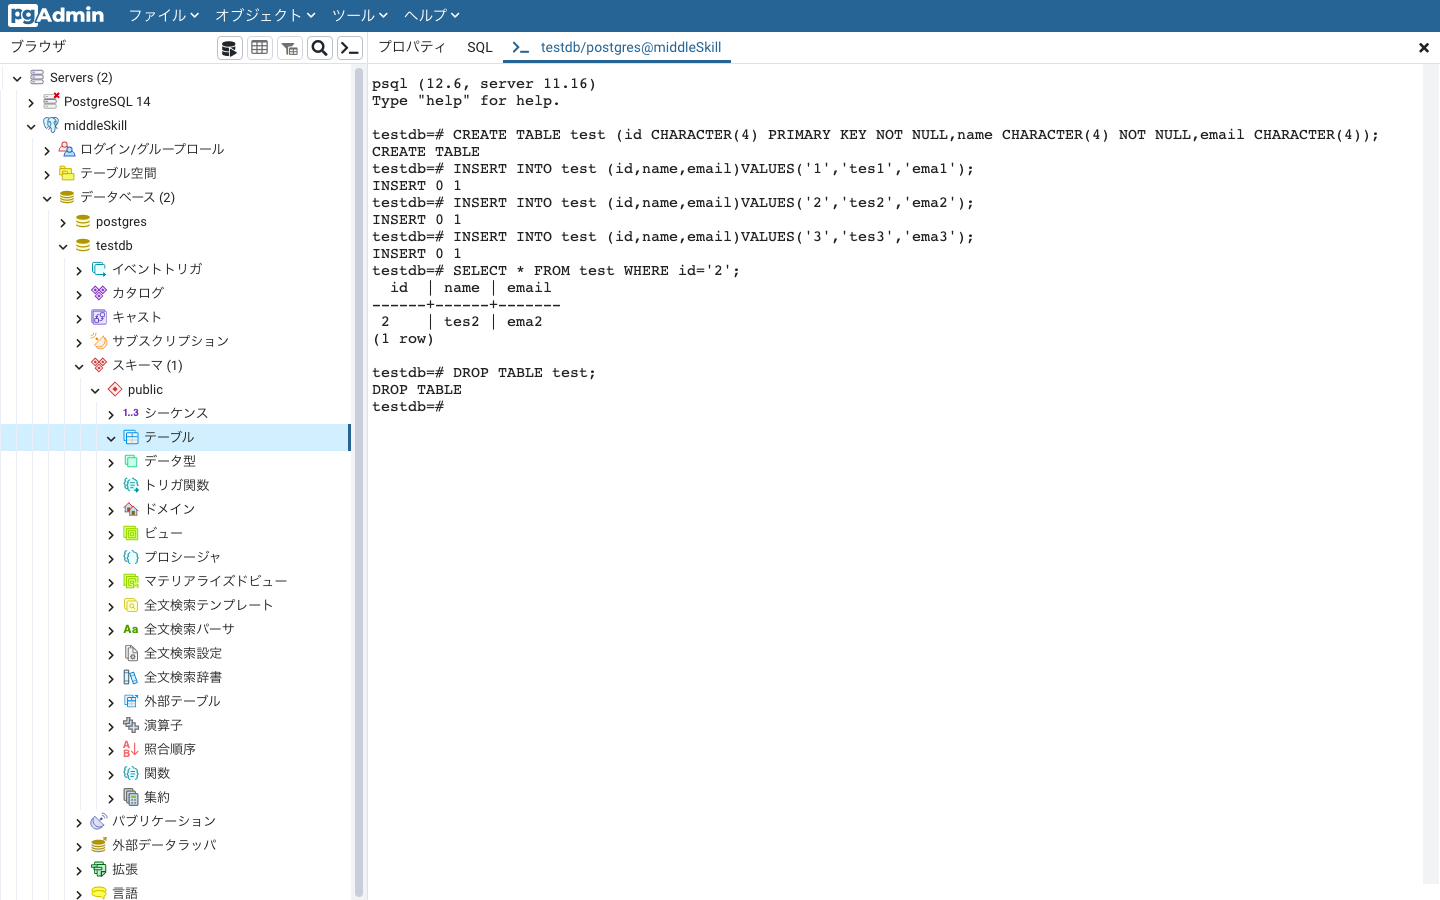 pgAdmin ファイル オブジェクト ツール ヘルプ
ブラウザ
プロパティ SQL testdb/postgres@middleSkill
Servers (2)
PostgreSQL 14
middleSkill
ログイン/グループロール
テーブル空間
データベース (2)
postgres
testdb
イベントトリガ
カタログ
キャスト
サブスクリプション
スキーマ (1)
public
1..3 シーケンス
テーブル
データ型
トリガ関数
ドメイン
ビュー
プロシージャ
マテリアライズドビュー
全文検索テンプレート
Aa 全文検索パーサ
全文検索設定
全文検索辞書
外部テーブル
演算子
照合順序
関数
集約
パブリケーション
外部データラッパ
拡張
言語
psql (12.6, server 11.16)
Type "help" for help.
testdb=# CREATE TABLE test (id CHARACTER(4) PRIMARY KEY NOT NULL,name CHARACTER(4) NOT NULL,email CHARACTER(4));
CREATE TABLE
testdb=# INSERT INTO test (id,name,email)VALUES('1','tes1','ema1');
INSERT 0 1
testdb=# INSERT INTO test (id,name,email)VALUES('2','tes2','ema2');
INSERT 0 1
testdb=# INSERT INTO test (id,name,email)VALUES('3','tes3','ema3');
INSERT 0 1
testdb=# SELECT * FROM test WHERE id='2';
  id  | name | email
------+------+-------
 2    | tes2 | ema2
(1 row)
testdb=# DROP TABLE test;
DROP TABLE
testdb=#